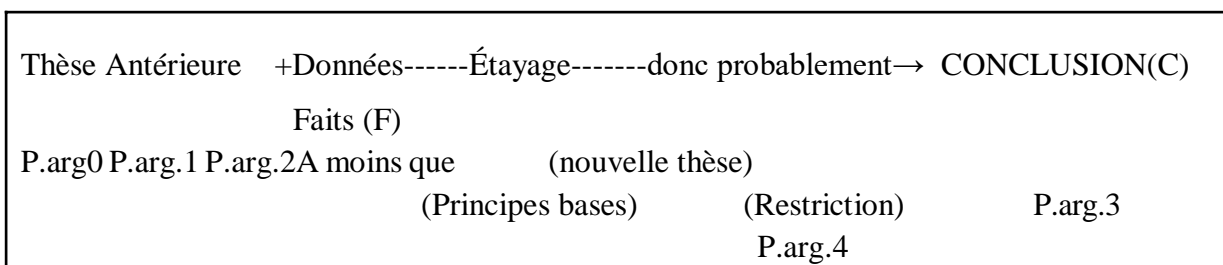 Thèse Antérieure +Données------Étayage-------donc probablement→ CONCLUSION(C)
Faits (F)
P.arg0 P.arg.1 P.arg.2A moins que (nouvelle thèse)
(Principes bases) (Restriction) P.arg.3
P.arg.4